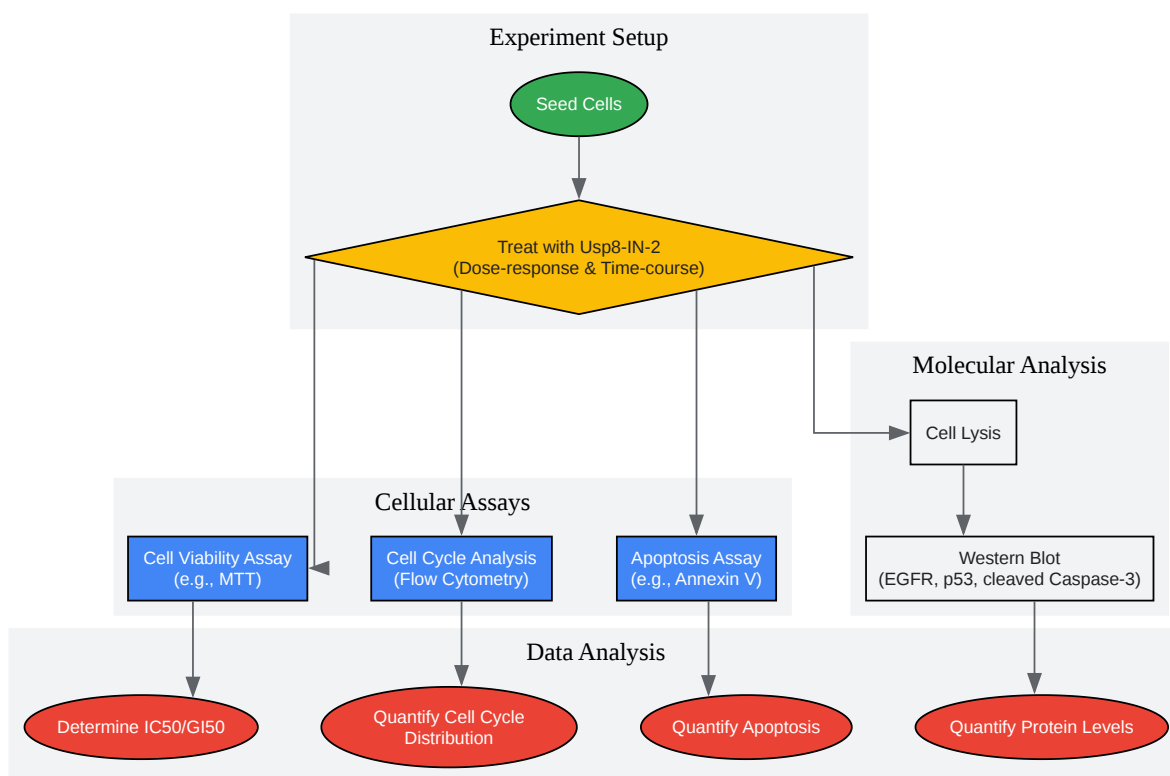 Experiment Setup
Seed Cells
Treat with Usp8-IN-2
(Dose-response & Time-course)
Molecular Analysis
Cell Lysis
Cellular Assays
Cell Viability Assay
(e.g., MTT)
Cell Cycle Analysis
(Flow Cytometry)
Apoptosis Assay
(e.g., Annexin V)
Western Blot
(EGFR, p53, cleaved Caspase-3)
Data Analysis
Determine IC50/GI50
Quantify Cell Cycle
Distribution
Quantify Apoptosis
Quantify Protein Levels